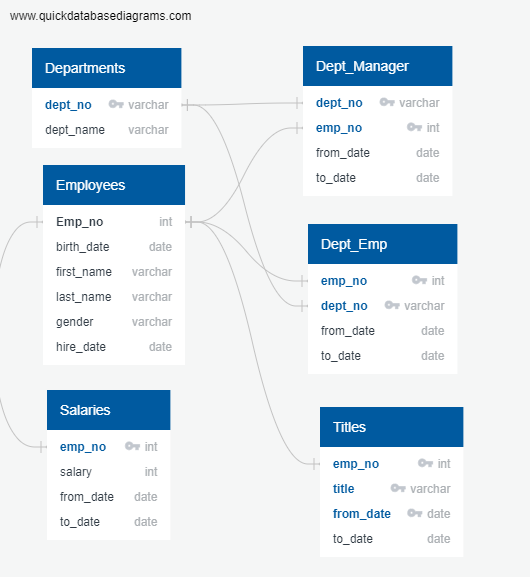 www.quickdatabasediagrams.com
Departments
dept_no varchar
dept_name varchar
Employees
Emp_no int
birth_date date
first_name varchar
last_name varchar
gender varchar
hire_date date
Salaries
emp_no int
salary int
from_date date
to_date date
Dept_Manager
dept_no varchar
emp_no int
from_date date
to_date date
Dept_Emp
emp_no int
dept_no varchar
from_date date
to_date date
Titles
emp_no int
title varchar
from_date date
to_date date